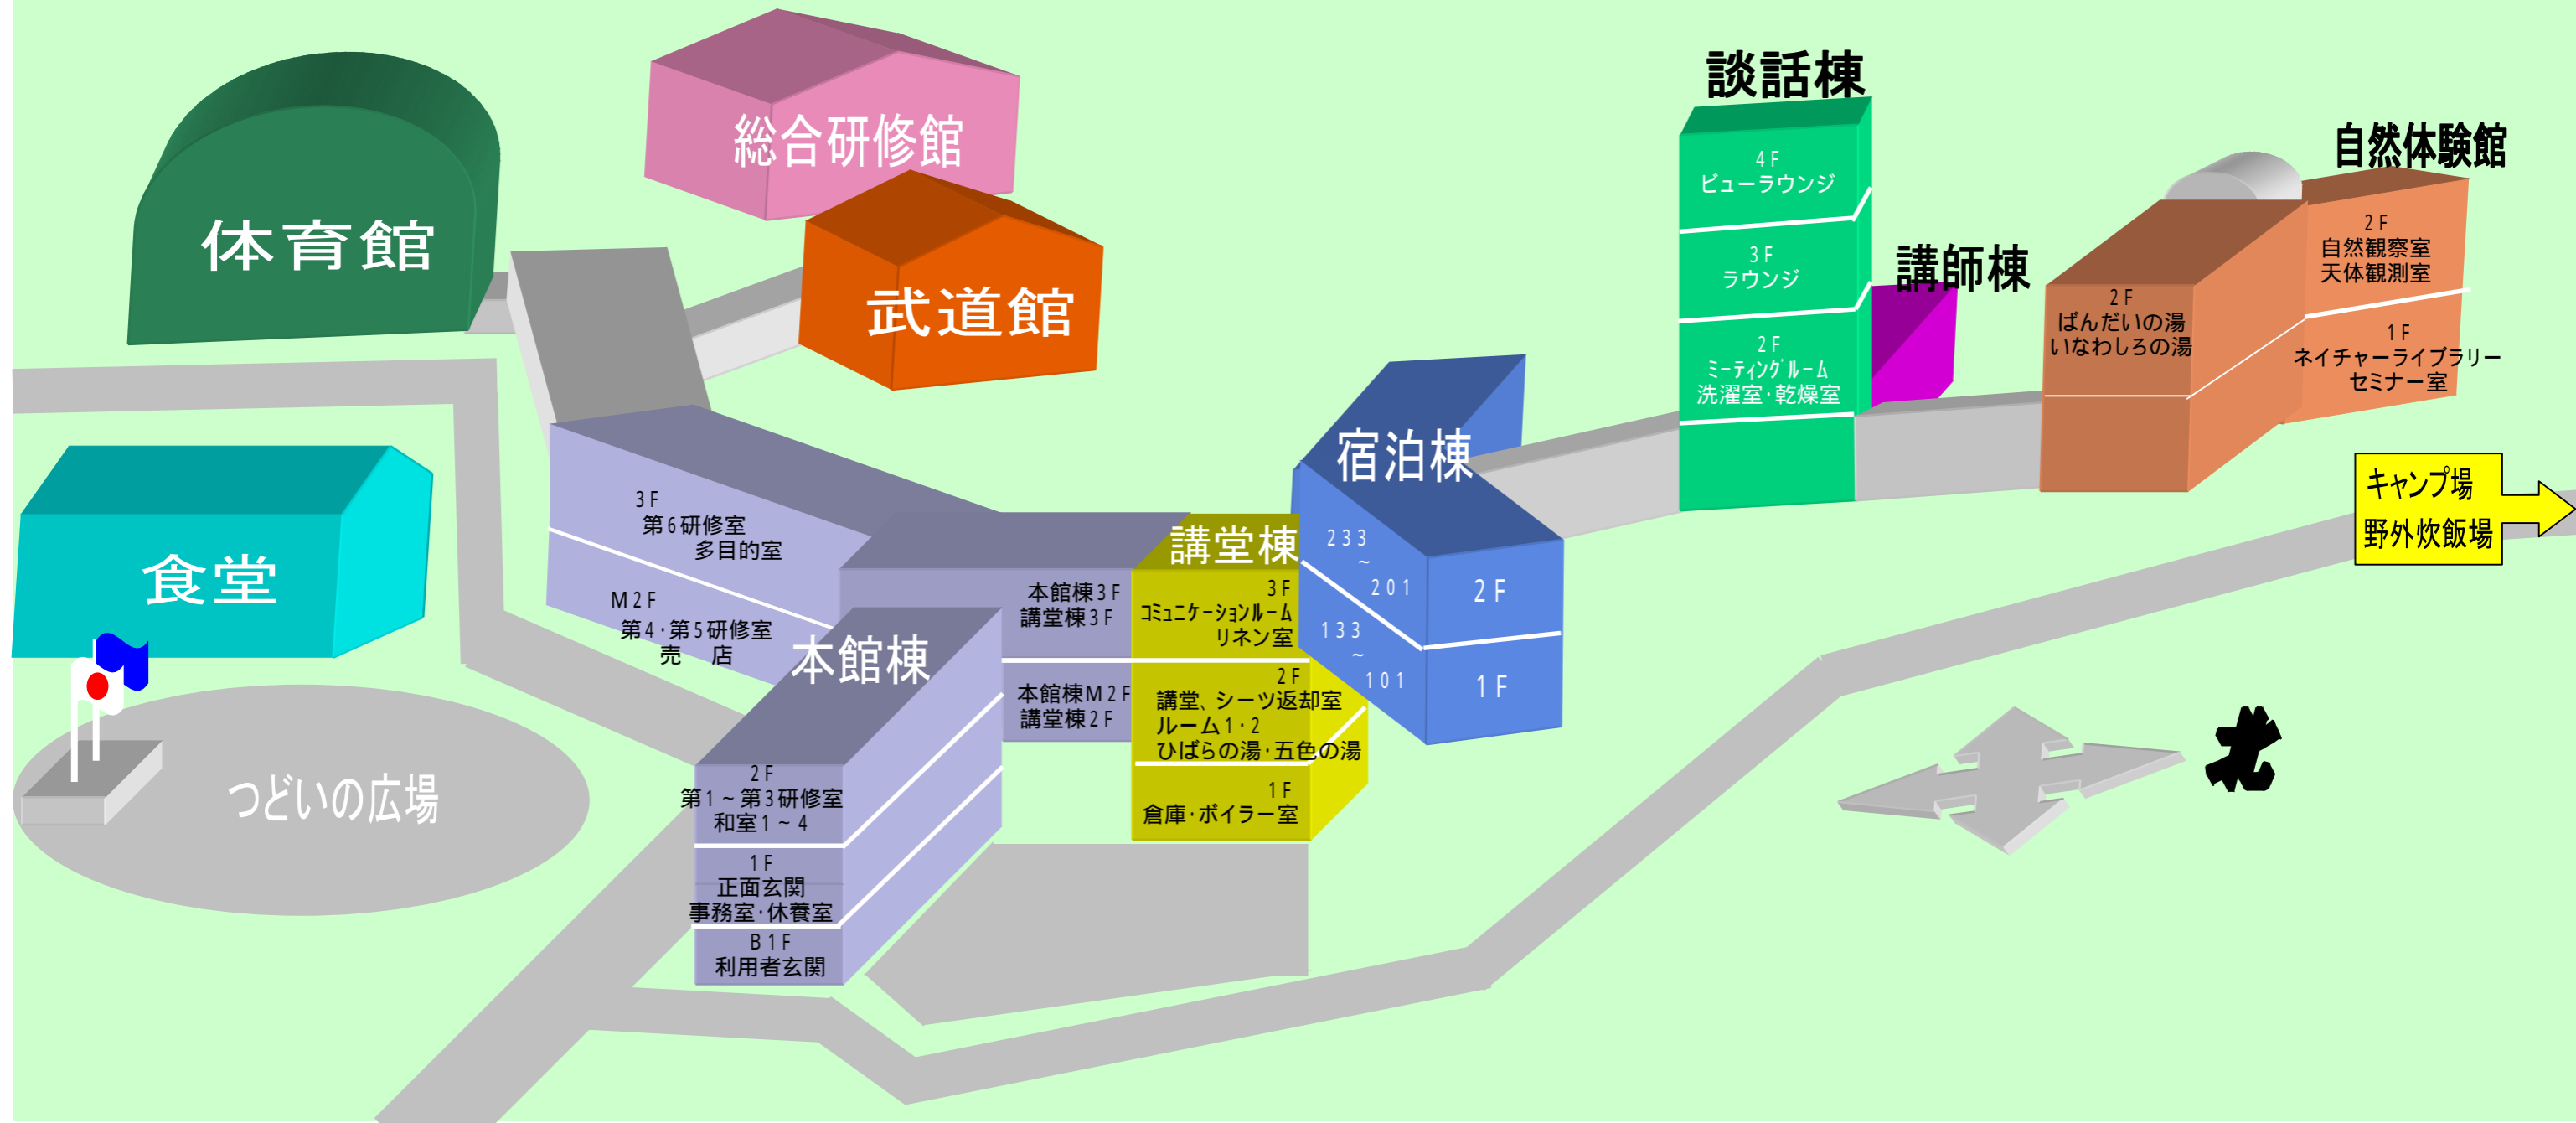 総合研修館
体育館
武道館
談話棟
4F
ビューラウンジ
3F
ラウンジ
2F
ミーティングルーム
洗濯室・乾燥室
講師棟
自然体験館
2F
自然観察室
天体観測室
1F
ネイチャーライブラリー
セミナー室
2F
ばんだいの湯
いなわしろの湯
キャンプ場
野外炊飯場
食堂
つどいの広場
3F
第6研修室
多目的室
M2F
第4・第5研修室
売 店
本館棟
2F
第1~第3研修室
和室1~4
1F
正面玄関
事務室・休養室
B1F
利用者玄関
本館棟3F
講堂棟3F
本館棟M2F
講堂棟2F
講堂棟
3F
コミュニケーションルーム
リネン室
2F
講堂、シーツ返却室
ルーム1・2
ひばらの湯・五色の湯
1F
倉庫・ボイラー室
宿泊棟
233
~
201
133
~
101
2F
1F
北